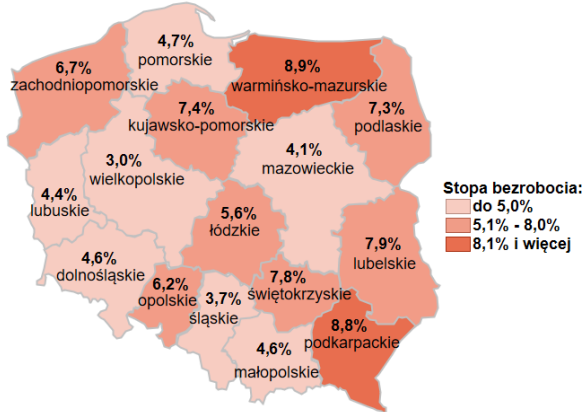 4,7%
pomorskie
6,7%
zachodniopomorskie
8,9%
warmińsko-mazurskie
7,4%
kujawsko-pomorskie
7,3%
podlaskie
3,0%
wielkopolskie
4,1%
mazowieckie
4,4%
lubuskie
5,6%
łódzkie
4,6%
dolnośląskie
6,2%
opolskie
3,7%
śląskie
7,8%
świętokrzyskie
7,9%
lubelskie
4,6%
małopolskie
8,8%
podkarpackie
Stopa bezrobocia:
do 5,0%
5,1% - 8,0%
8,1% i więcej